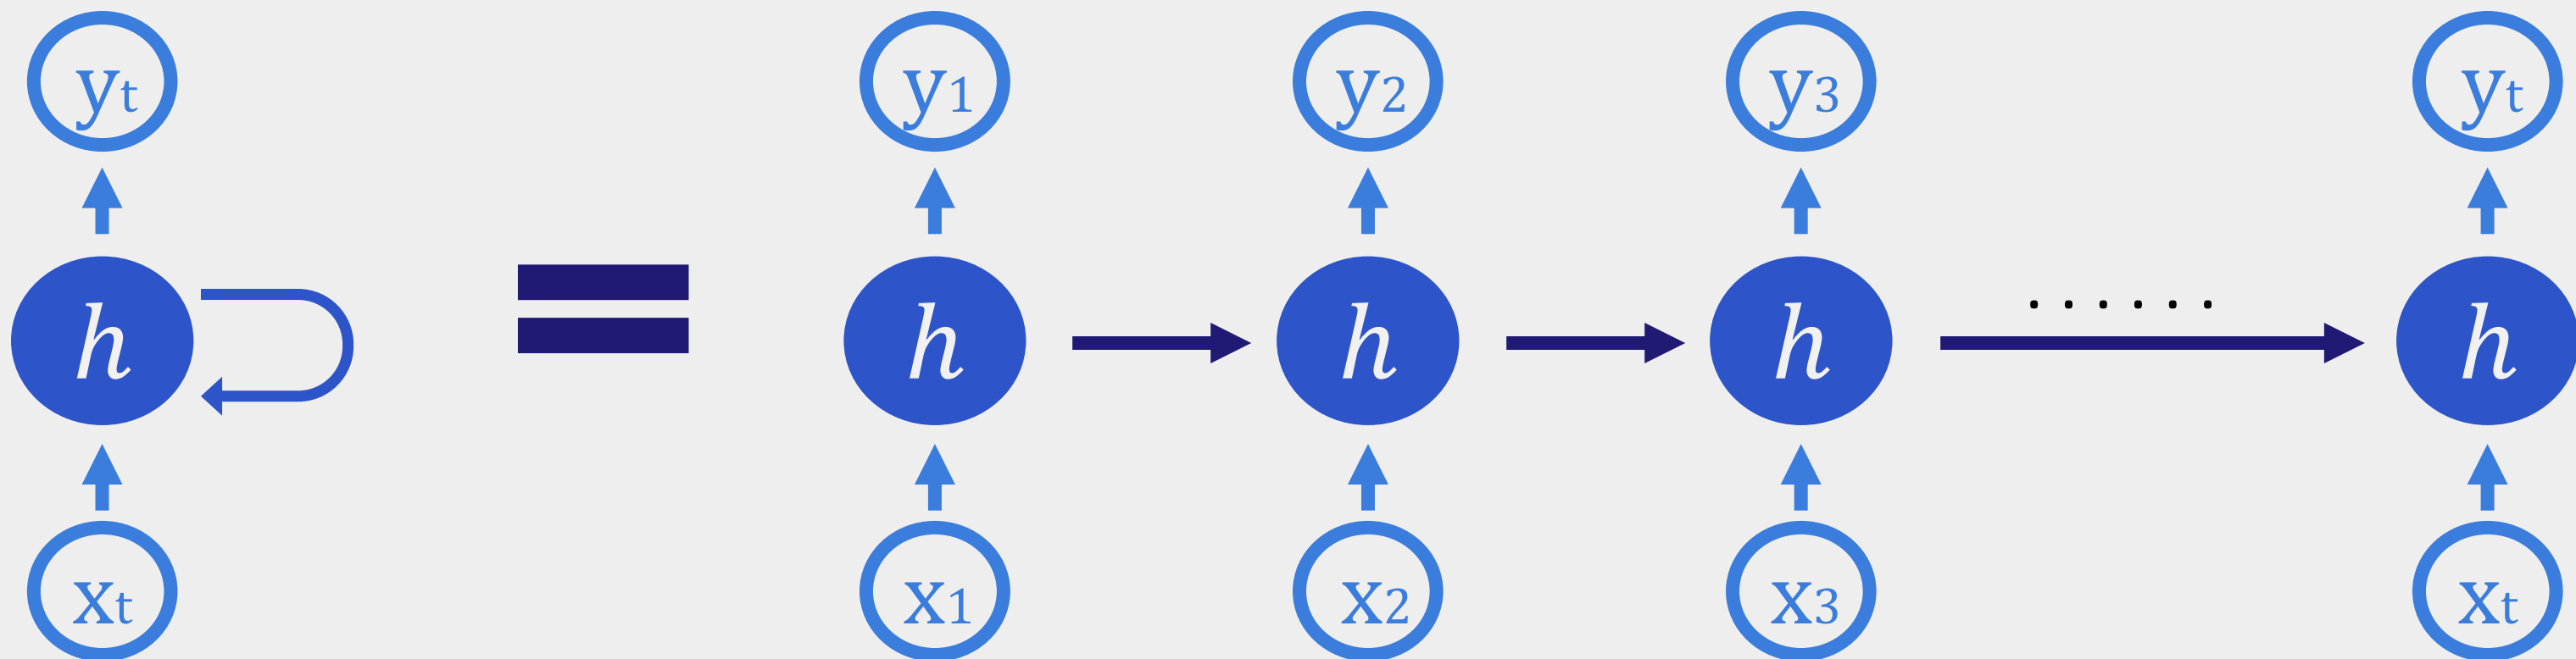 yt y1 y2 y3 yt
h = h h h ...... h
xt x1 x2 x3 xt